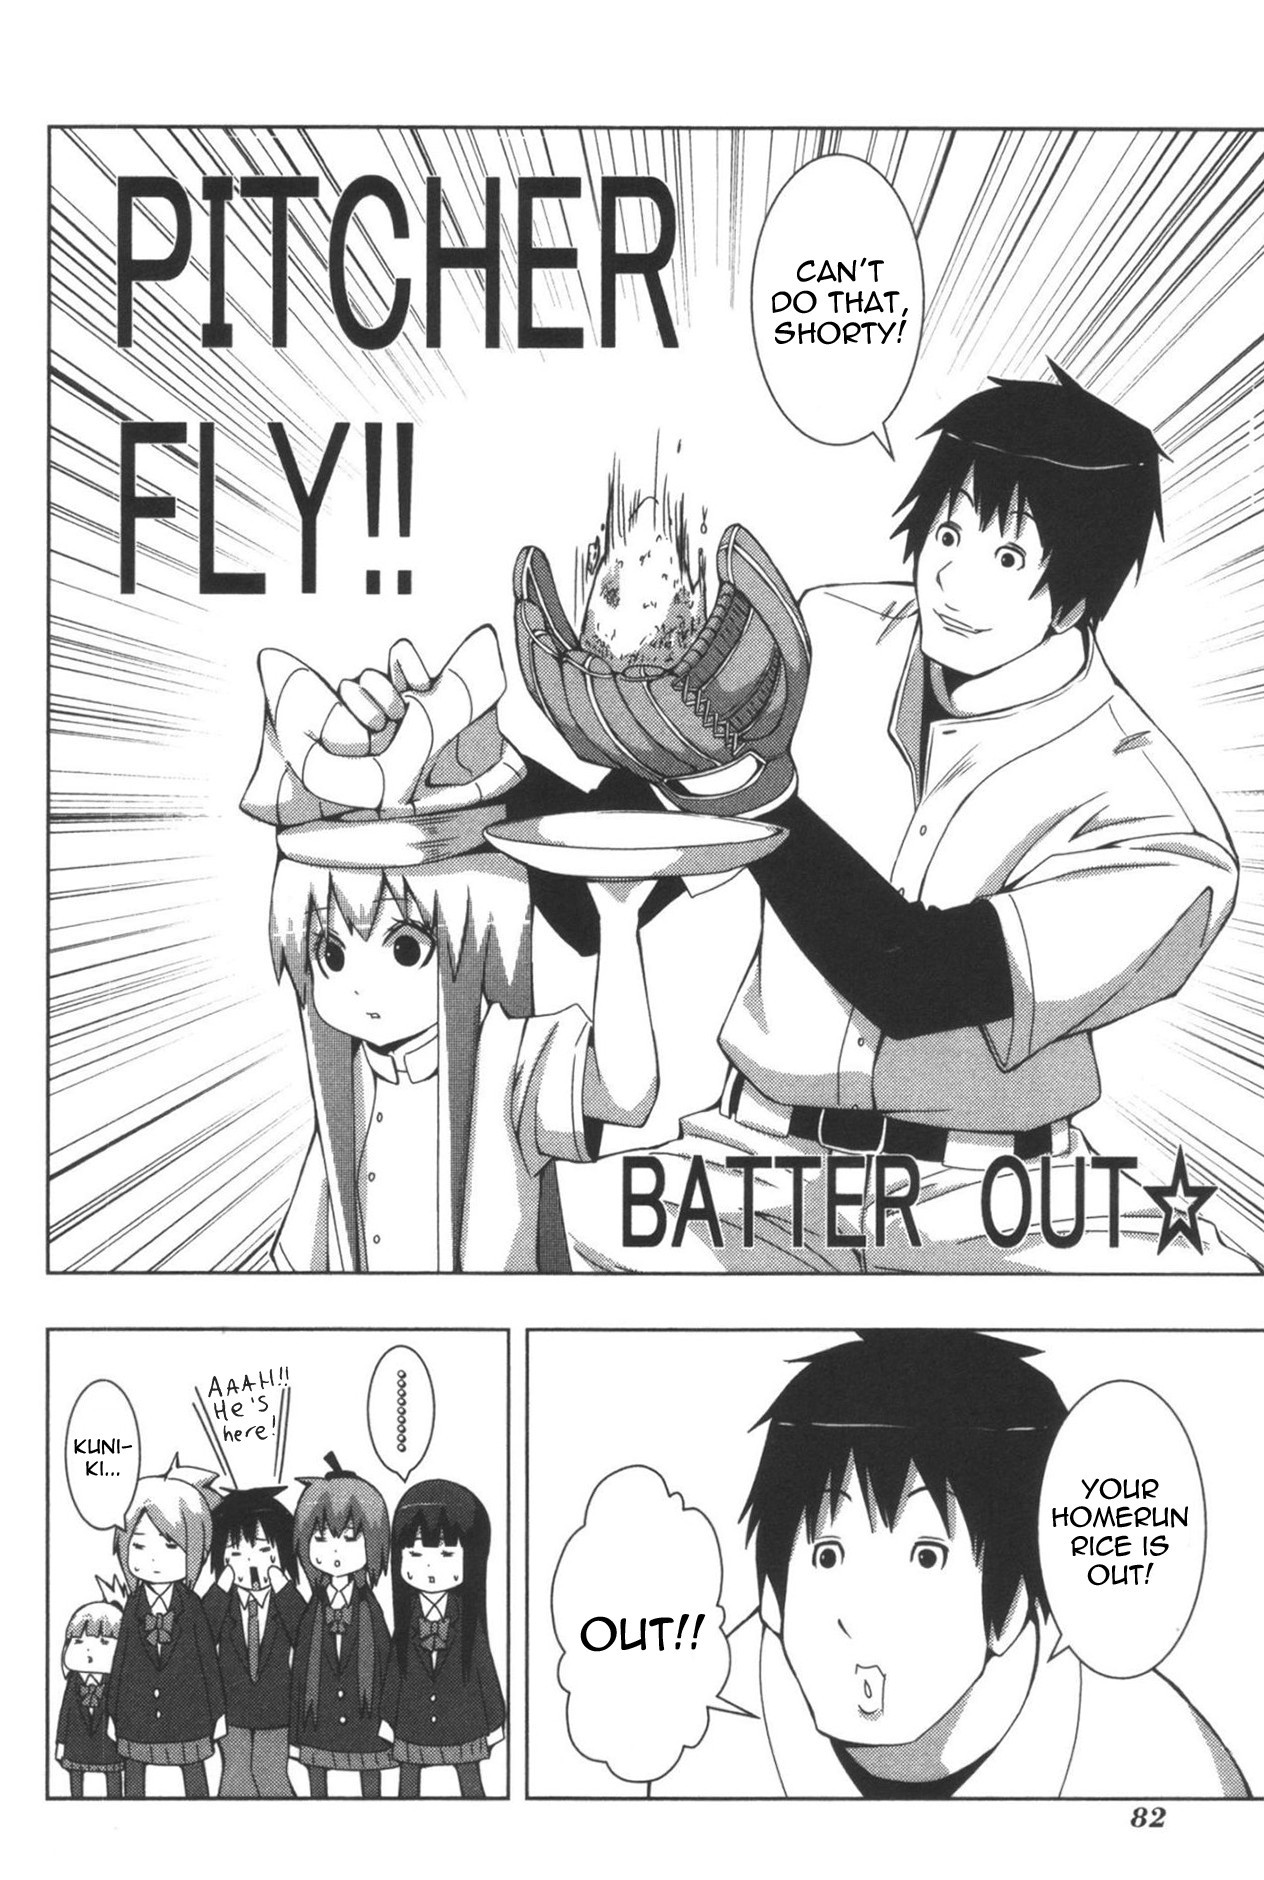 CAN'T
DO THAT,
SHORTY!
PITCHER
FLY!!
BATTER OUT☆
YOUR
HOMERUN
RICE IS
OUT!
OUT!!
.........
AAAH!!
He's
here!
KUNI-
KI...
82